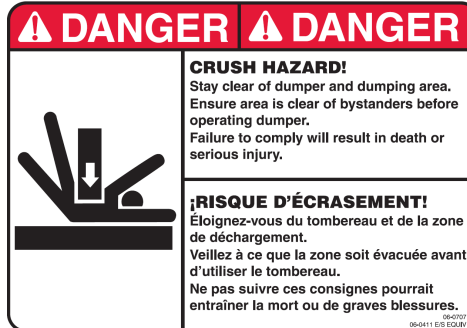 DANGER DANGER
CRUSH HAZARD!
Stay clear of dumper and dumping area.
Ensure area is clear of bystanders before
operating dumper.
Failure to comply will result in death or
serious injury.
¡RISQUE D'ÉCRASEMENT!
Éloignez-vous du tombereau et de la zone
de déchargement.
Veillez à ce que la zone soit évacuée avant
d'utiliser le tombereau.
Ne pas suivre ces consignes pourrait
entraîner la mort ou de graves blessures.
06-0707
06-0411 E/S EQUIV